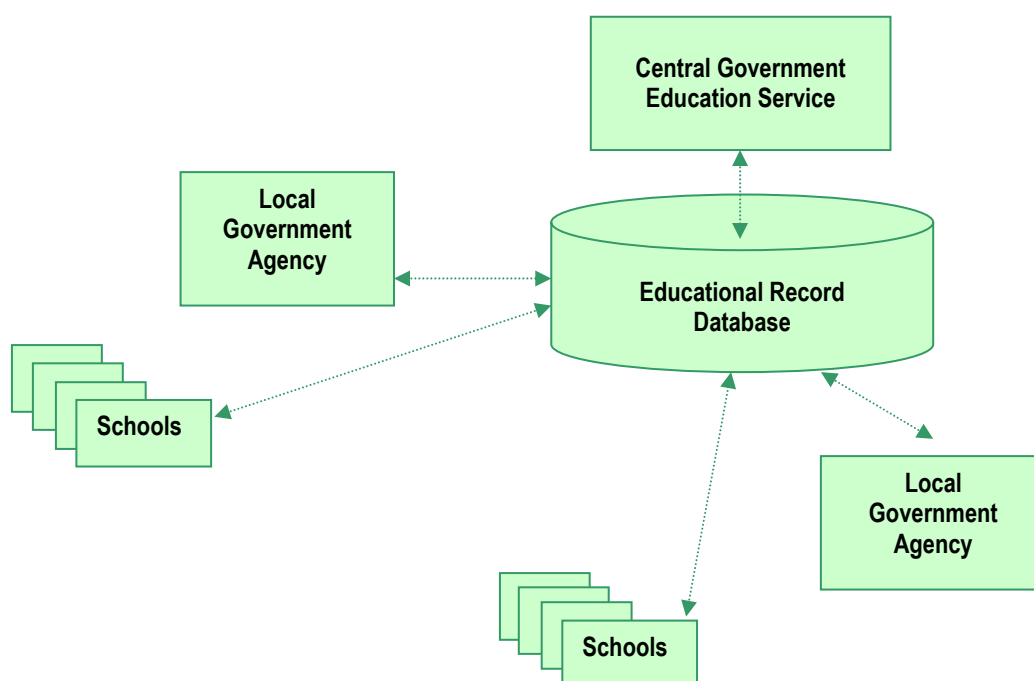 Central Government
Education Service
Local
Government
Agency
Educational Record
Database
Schools
Local
Government
Agency
Schools